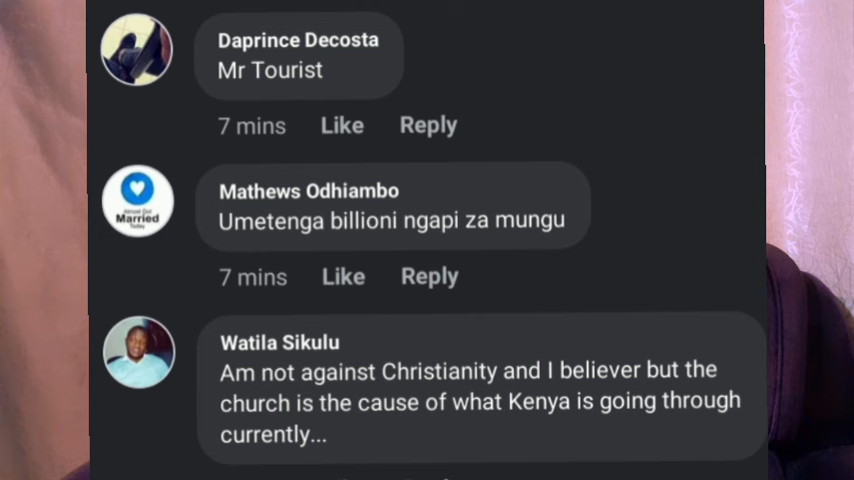 Daprince Decosta
Mr Tourist
7 mins Like Reply
Married
Today
Mathews Odhiambo
Umetenga billioni ngapi za mungu
7 mins Like Reply
Watila Sikulu
Am not against Christianity and I believer but the
church is the cause of what Kenya is going through
currently...